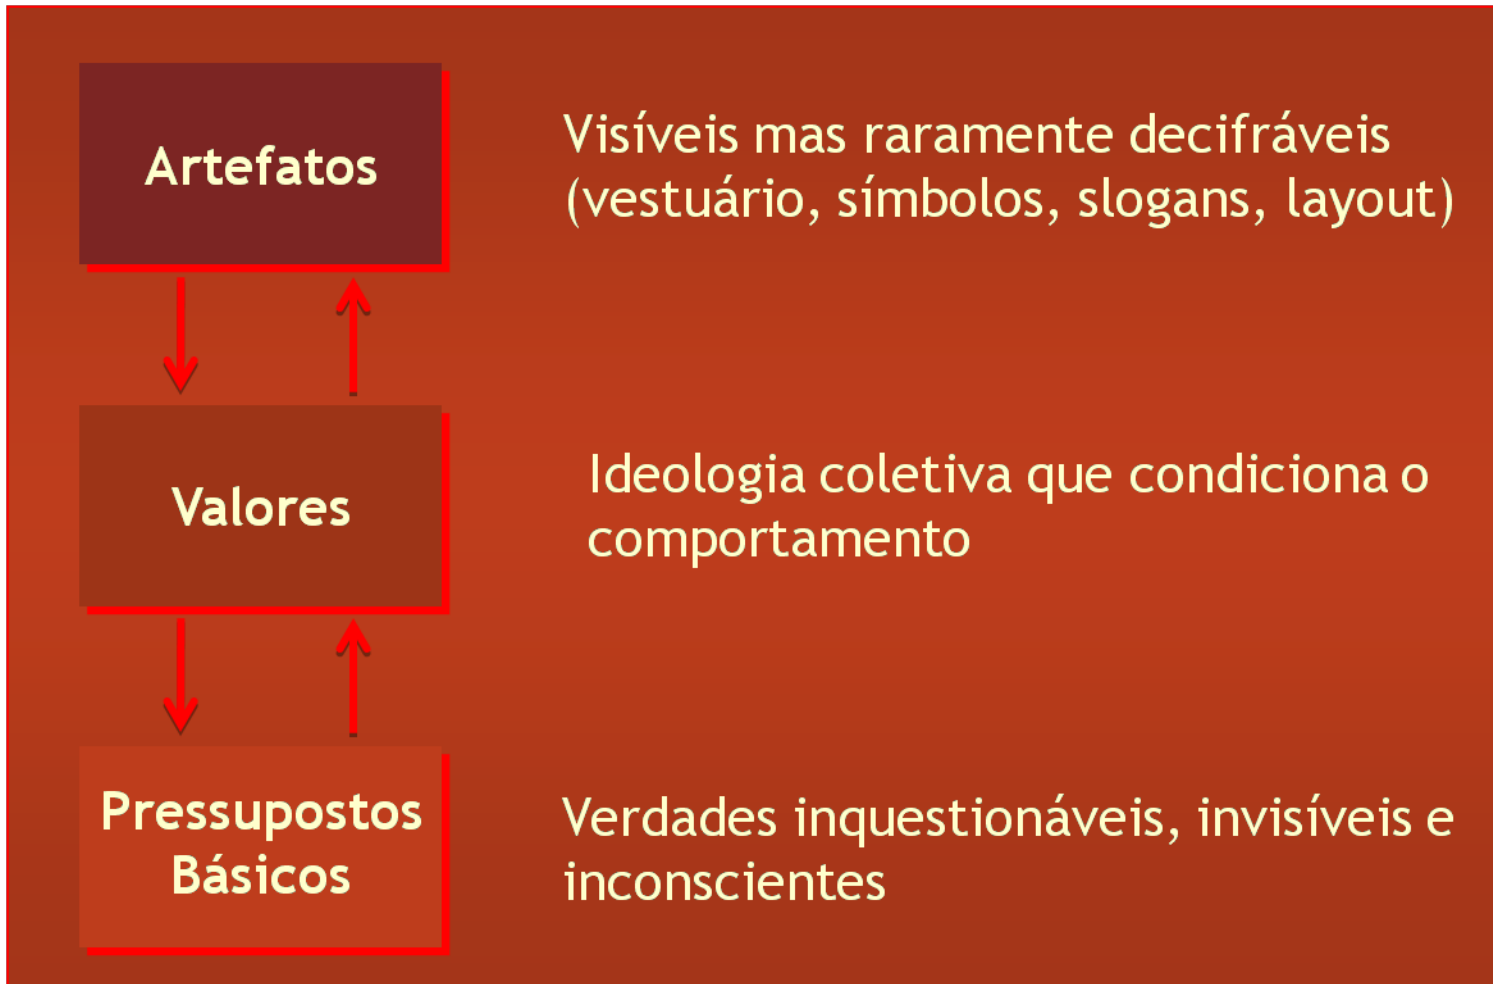 Artefatos
Visíveis mas raramente decifráveis
(vestuário, símbolos, slogans, layout)
Valores
Ideologia coletiva que condiciona o
comportamento
Pressupostos
Básicos
Verdades inquestionáveis, invisíveis e
inconscientes